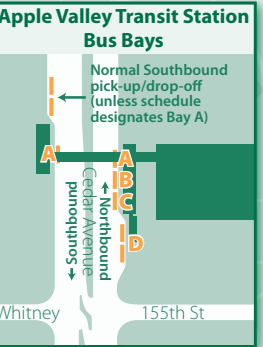 Apple Valley Transit Station
Bus Bays
Normal Southbound
pick-up/drop-off
(unless schedule
designates Bay A)
A
A
B
C
D
Cedar Avenue
← Southbound
Northbound →
Whitney
155th St